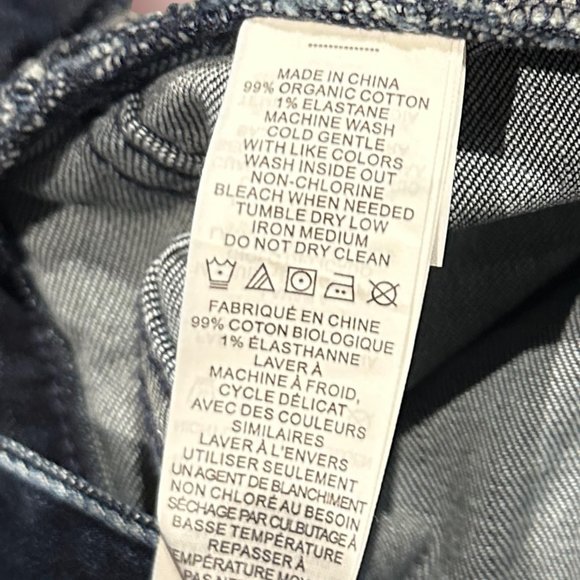 MADE IN CHINA
99% ORGANIC COTTON
1% ELASTANE
MACHINE WASH
COLD GENTLE
WITH LIKE COLORS
WASH INSIDE OUT
NON-CHLORINE
BLEACH WHEN NEEDED
TUMBLE DRY LOW
IRON MEDIUM
DO NOT DRY CLEAN
FABRIQUÉ EN CHINE
99% COTON BIOLOGIQUE
1% ÉLASTHANNE
LAVER À
MACHINE À FROID,
CYCLE DÉLICAT
AVEC DES COULEURS
SIMILAIRES
LAVER À L'ENVERS
UTILISER SEULEMENT
UN AGENT DE BLANCHIMENT
NON CHLORÉ AU BESOIN
SÉCHAGE PAR CULBUTAGE À
BASSE TEMPÉRATURE
REPASSER À